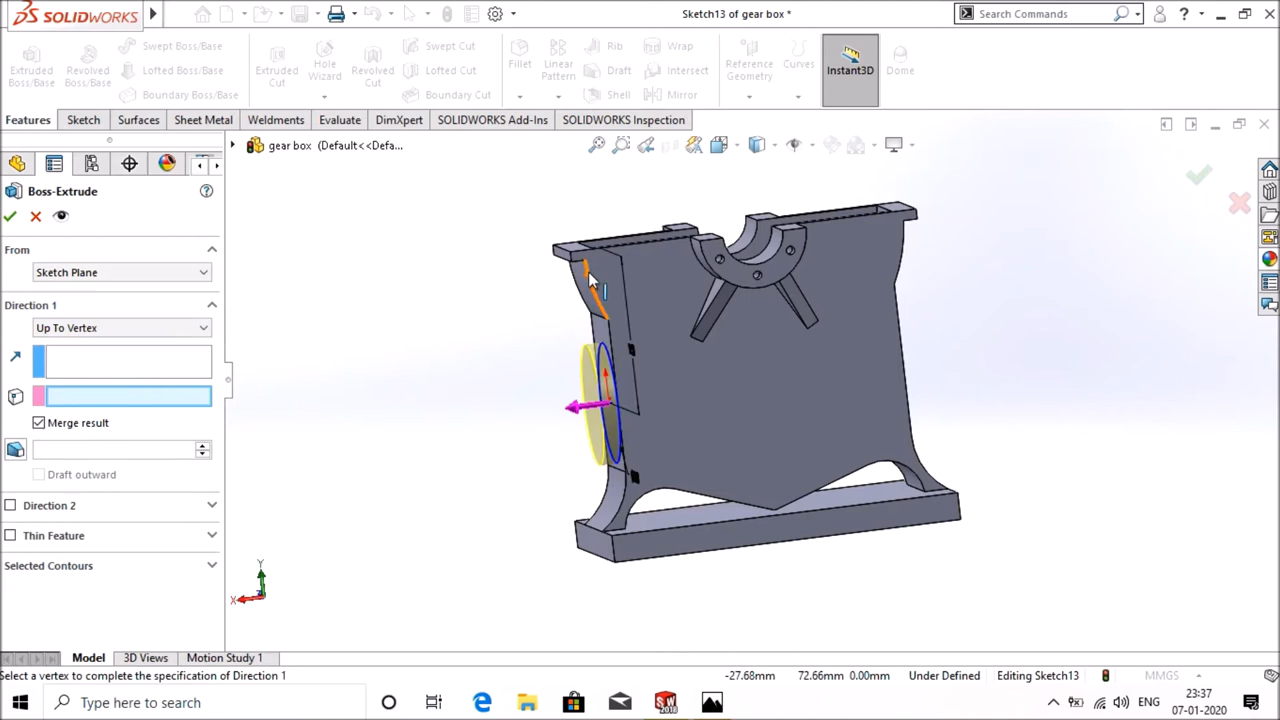 SOLIDWORKS
Sketch13 of gear box *
Search Commands
Extruded Boss/Base
Revolved Boss/Base
Swept Boss/Base
Lofted Boss/Base
Boundary Boss/Base
Extruded Cut
Hole Wizard
Revolved Cut
Swept Cut
Lofted Cut
Boundary Cut
Fillet
Linear Pattern
Rib
Draft
Shell
Wrap
Intersect
Mirror
Reference Geometry
Curves
Instant3D
Dome
Features Sketch Surfaces Sheet Metal Weldments Evaluate DimXpert SOLIDWORKS Add-Ins SOLIDWORKS Inspection
gear box (Default<<Defa...
Boss-Extrude
From
Sketch Plane
Direction 1
Up To Vertex
Merge result
Draft outward
Direction 2
Thin Feature
Selected Contours
Y
X
Model 3D Views Motion Study 1
Select a vertex to complete the specification of Direction 1 -27.68mm 72.66mm 0.00mm Under Defined Editing Sketch13 MMGS
Type here to search
SW
2018
ENG
23:37
07-01-2020